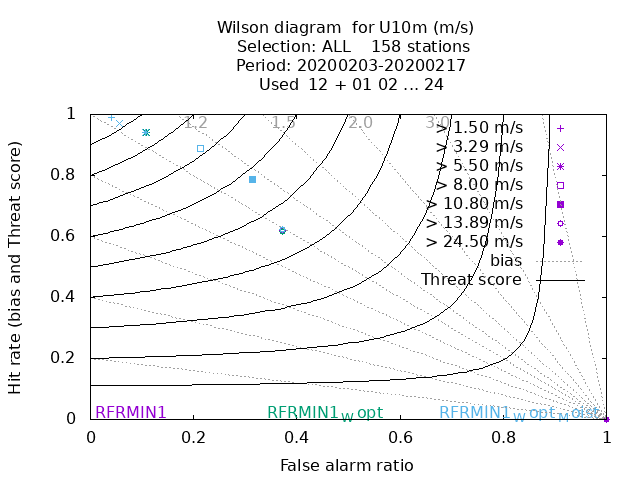 Wilson diagram  for U10m (m/s)
Selection: ALL    158 stations
Period: 20200203-20200217
Used  12 + 01 02 ... 24
1.2 1.5 2.0 3.0
> 1.50 m/s
> 3.29 m/s
> 5.50 m/s
> 8.00 m/s
> 10.80 m/s
> 13.89 m/s
> 24.50 m/s
bias
Threat score
Hit rate (bias and Threat score)
1
0.8
0.6
0.4
0.2
0
RFRMIN1 RFRMIN1W opt RFRMIN1W opt M
0 0.2 0.4 0.6 0.8 1
False alarm ratio